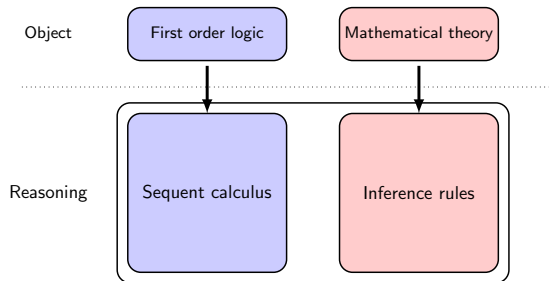 Object
First order logic
Mathematical theory
Reasoning
Sequent calculus
Inference rules